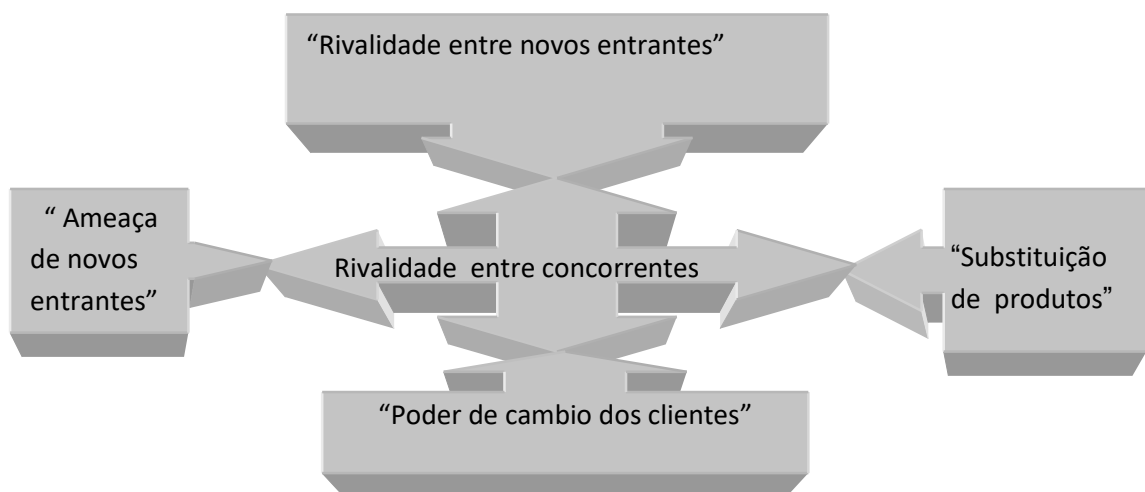 “Rivalidade entre novos entrantes”
“ Ameaça
de novos
entrantes”
Rivalidade  entre concorrentes
“Substituição
de  produtos”
“Poder de cambio dos clientes”